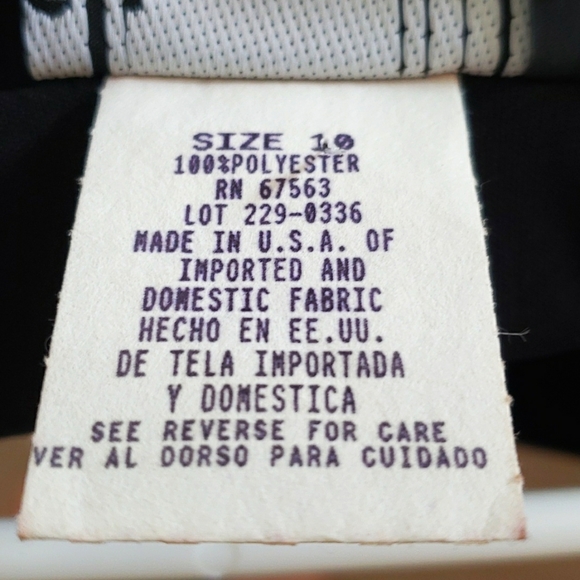 SIZE 10
100%POLYESTER
RN 67563
LOT 229-0336
MADE IN U.S.A. OF
IMPORTED AND
DOMESTIC FABRIC
HECHO EN EE.UU.
DE TELA IMPORTADA
Y DOMESTICA
SEE REVERSE FOR CARE
VER AL DORSO PARA CUIDADO